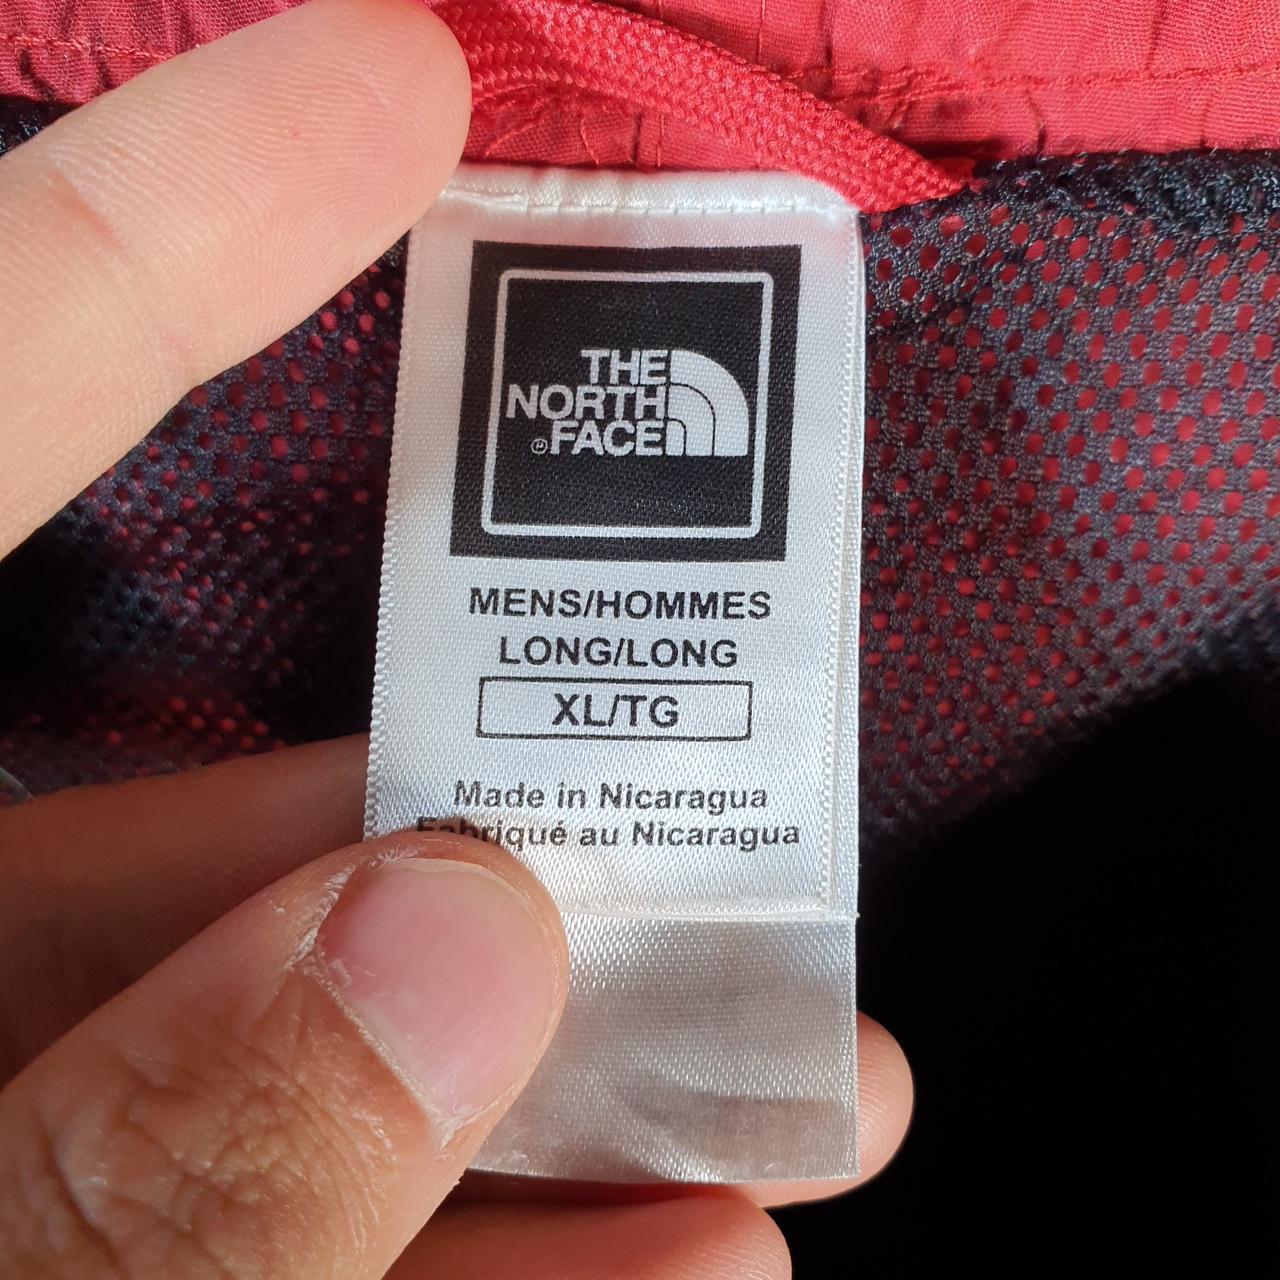 THE
NORTH
FACE
MENS/HOMMES
LONG/LONG
XL/TG
Made in Nicaragua
Fabriqué au Nicaragua